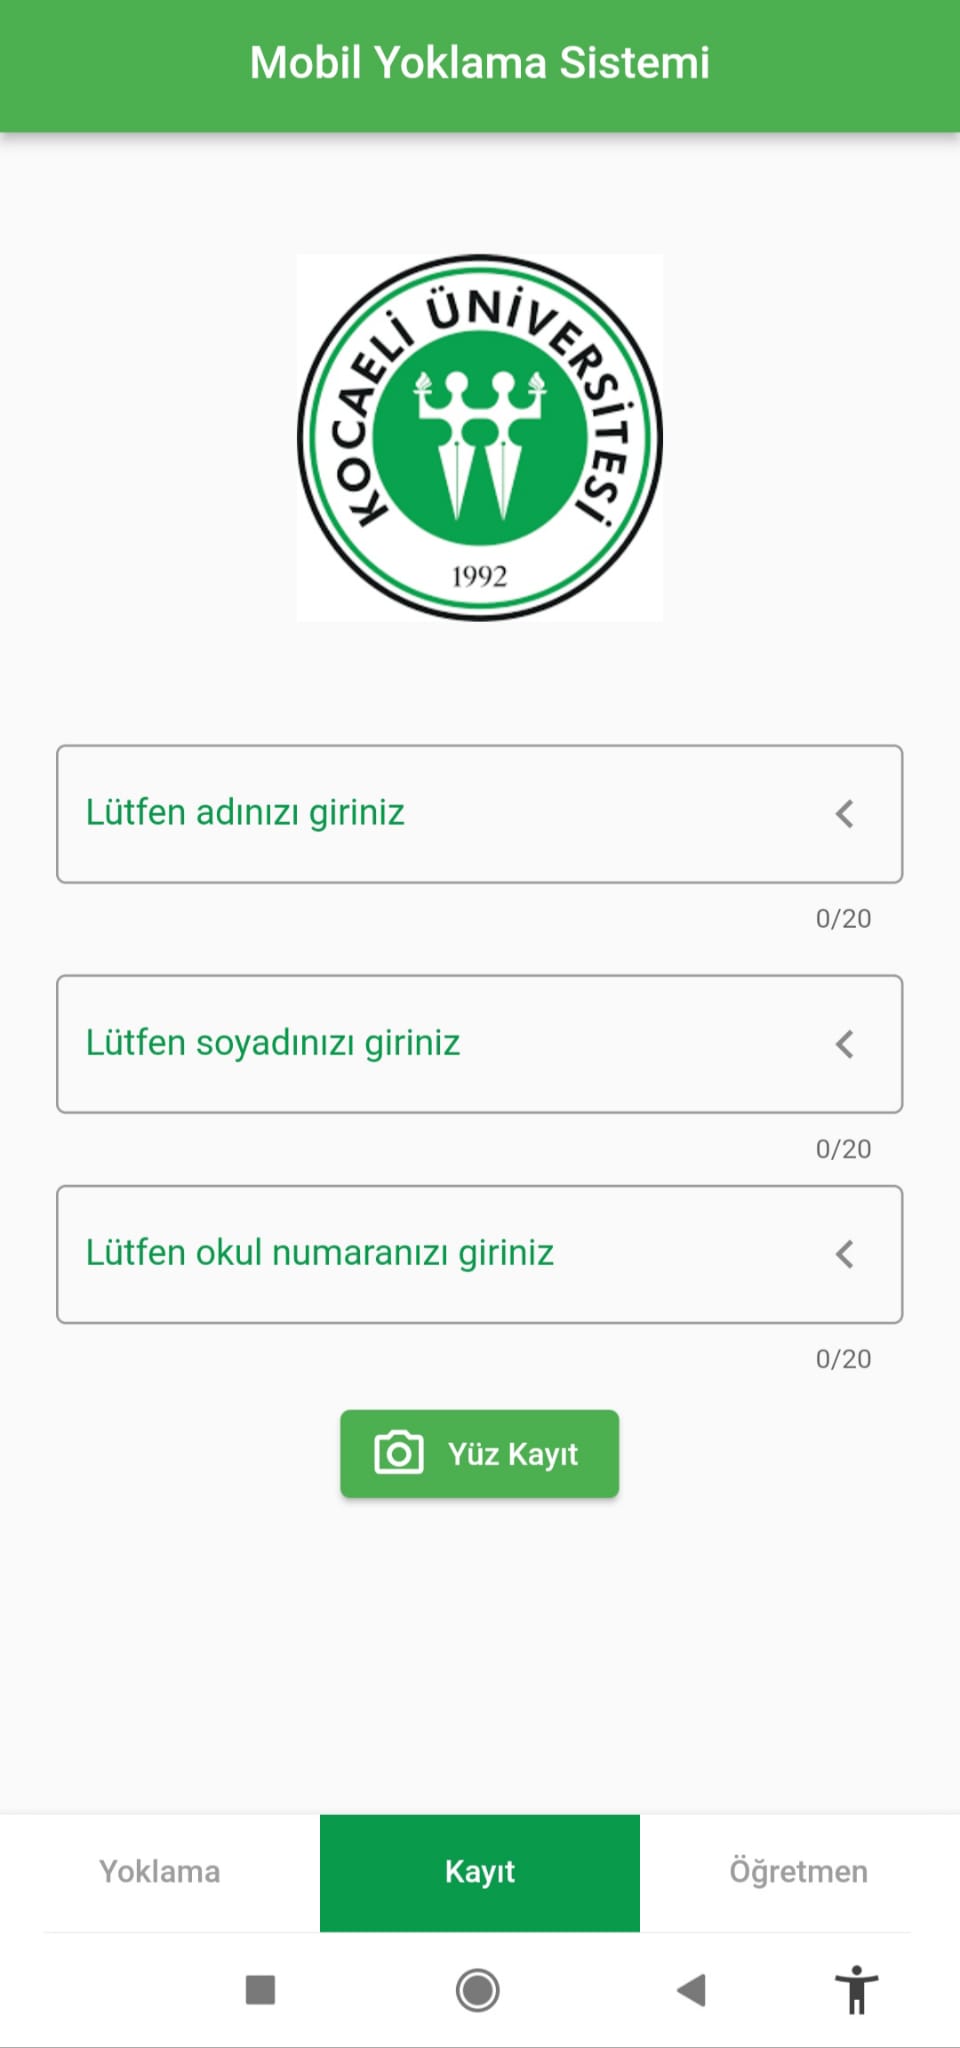 Mobil Yoklama Sistemi
KOCAELİ ÜNİVERSİTESİ
1992
Lütfen adınızı giriniz
0/20
Lütfen soyadınızı giriniz
0/20
Lütfen okul numaranızı giriniz
0/20
Yüz Kayıt
Yoklama Kayıt Öğretmen